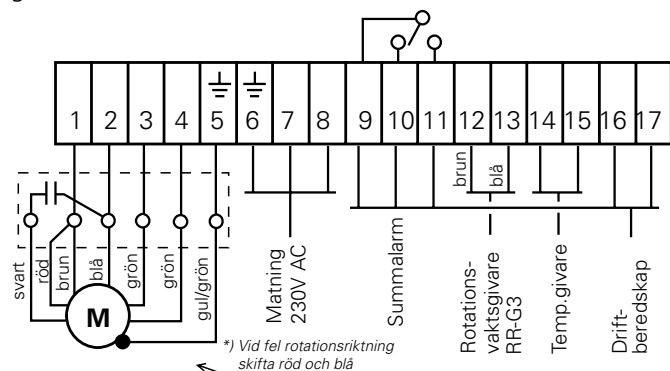 g
1 2 3 4 5 6 7 8 9 10 11 12 13 14 15 16 17
brun
blå
svart
röd
brun
blå
grön
grön
gul/grön
M
Matning
230V AC
Summalarm
Rotations-
vaktsgivare
RR-G3
Temp.givare
Drift-
beredskap
*) Vid fel rotationsriktning
skifta röd och blå